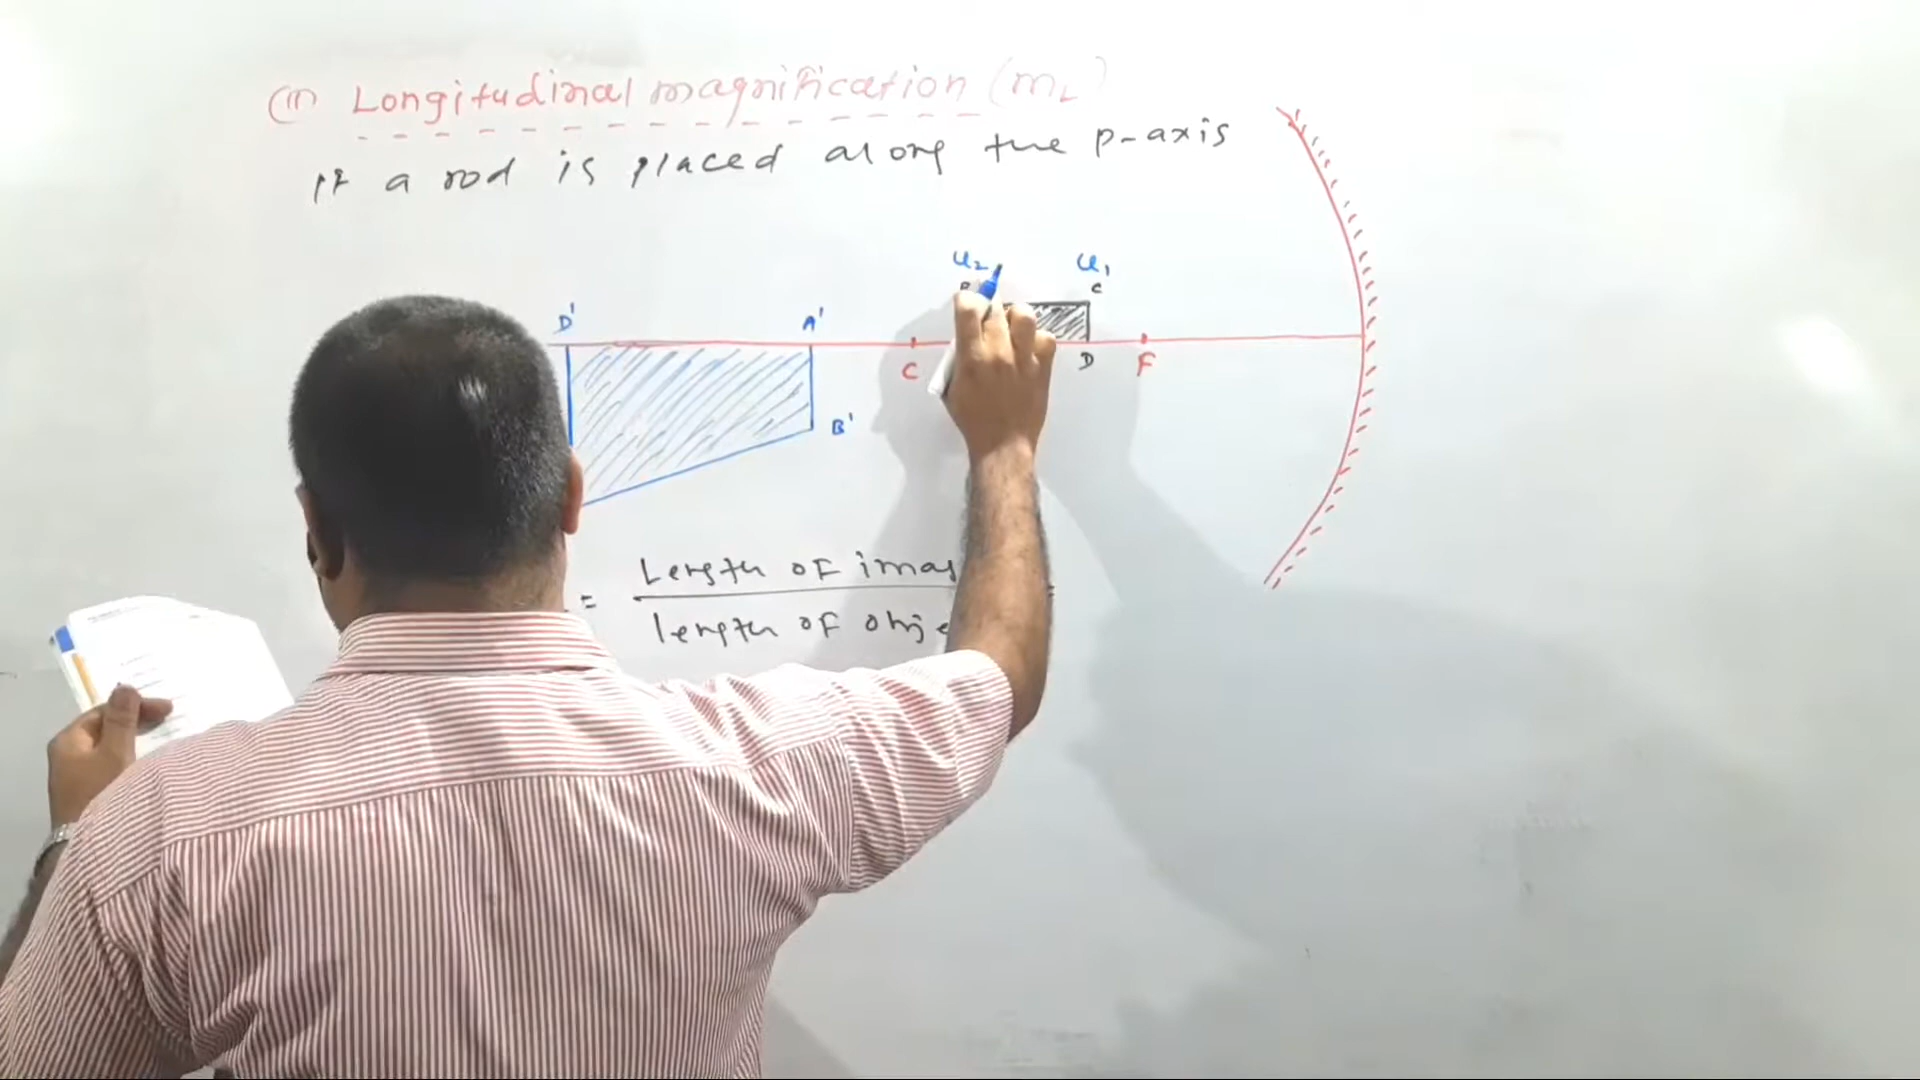 (II) Longitudinal magnification (mL)
If a rod is placed along the p-axis
u2 u1
B C
D' A'
C D F
B'
= Length of imag
length of obje